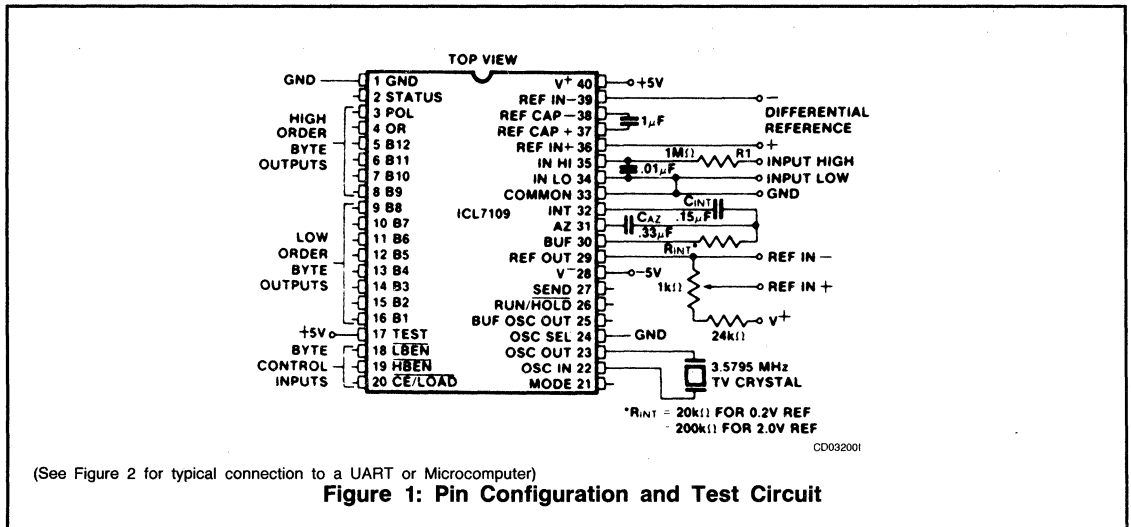 TOP VIEW
GND
1 GND
2 STATUS
3 POL
4 OR
5 B12
6 B11
7 B10
8 B9
9 B8
10 B7
11 B6
12 B5
13 B4
14 B3
15 B2
16 B1
17 TEST
18 LBEN
19 HBEN
20 CE/LOAD
HIGH
ORDER
BYTE
OUTPUTS
LOW
ORDER
BYTE
OUTPUTS
+5V
BYTE
CONTROL
INPUTS
ICL7109
V+ 40
REF IN- 39
REF CAP- 38
REF CAP+ 37
REF IN+ 36
IN HI 35
IN LO 34
COMMON 33
INT 32
AZ 31
BUF 30
REF OUT 29
V- 28
SEND 27
RUN/HOLD 26
BUF OSC OUT 25
OSC SEL 24
OSC OUT 23
OSC IN 22
MODE 21
+5V
-
DIFFERENTIAL
REFERENCE
1µF
+
1MΩ R1
INPUT HIGH
.01µF
INPUT LOW
GND
CINT
.15µF
CAZ
.33µF
RINT*
REF IN -
-5V
1kΩ
REF IN +
V+
24kΩ
GND
3.5795 MHz
TV CRYSTAL
*RINT = 20kΩ FOR 0.2V REF
= 200kΩ FOR 2.0V REF
CD03200I
(See Figure 2 for typical connection to a UART or Microcomputer)
Figure 1: Pin Configuration and Test Circuit